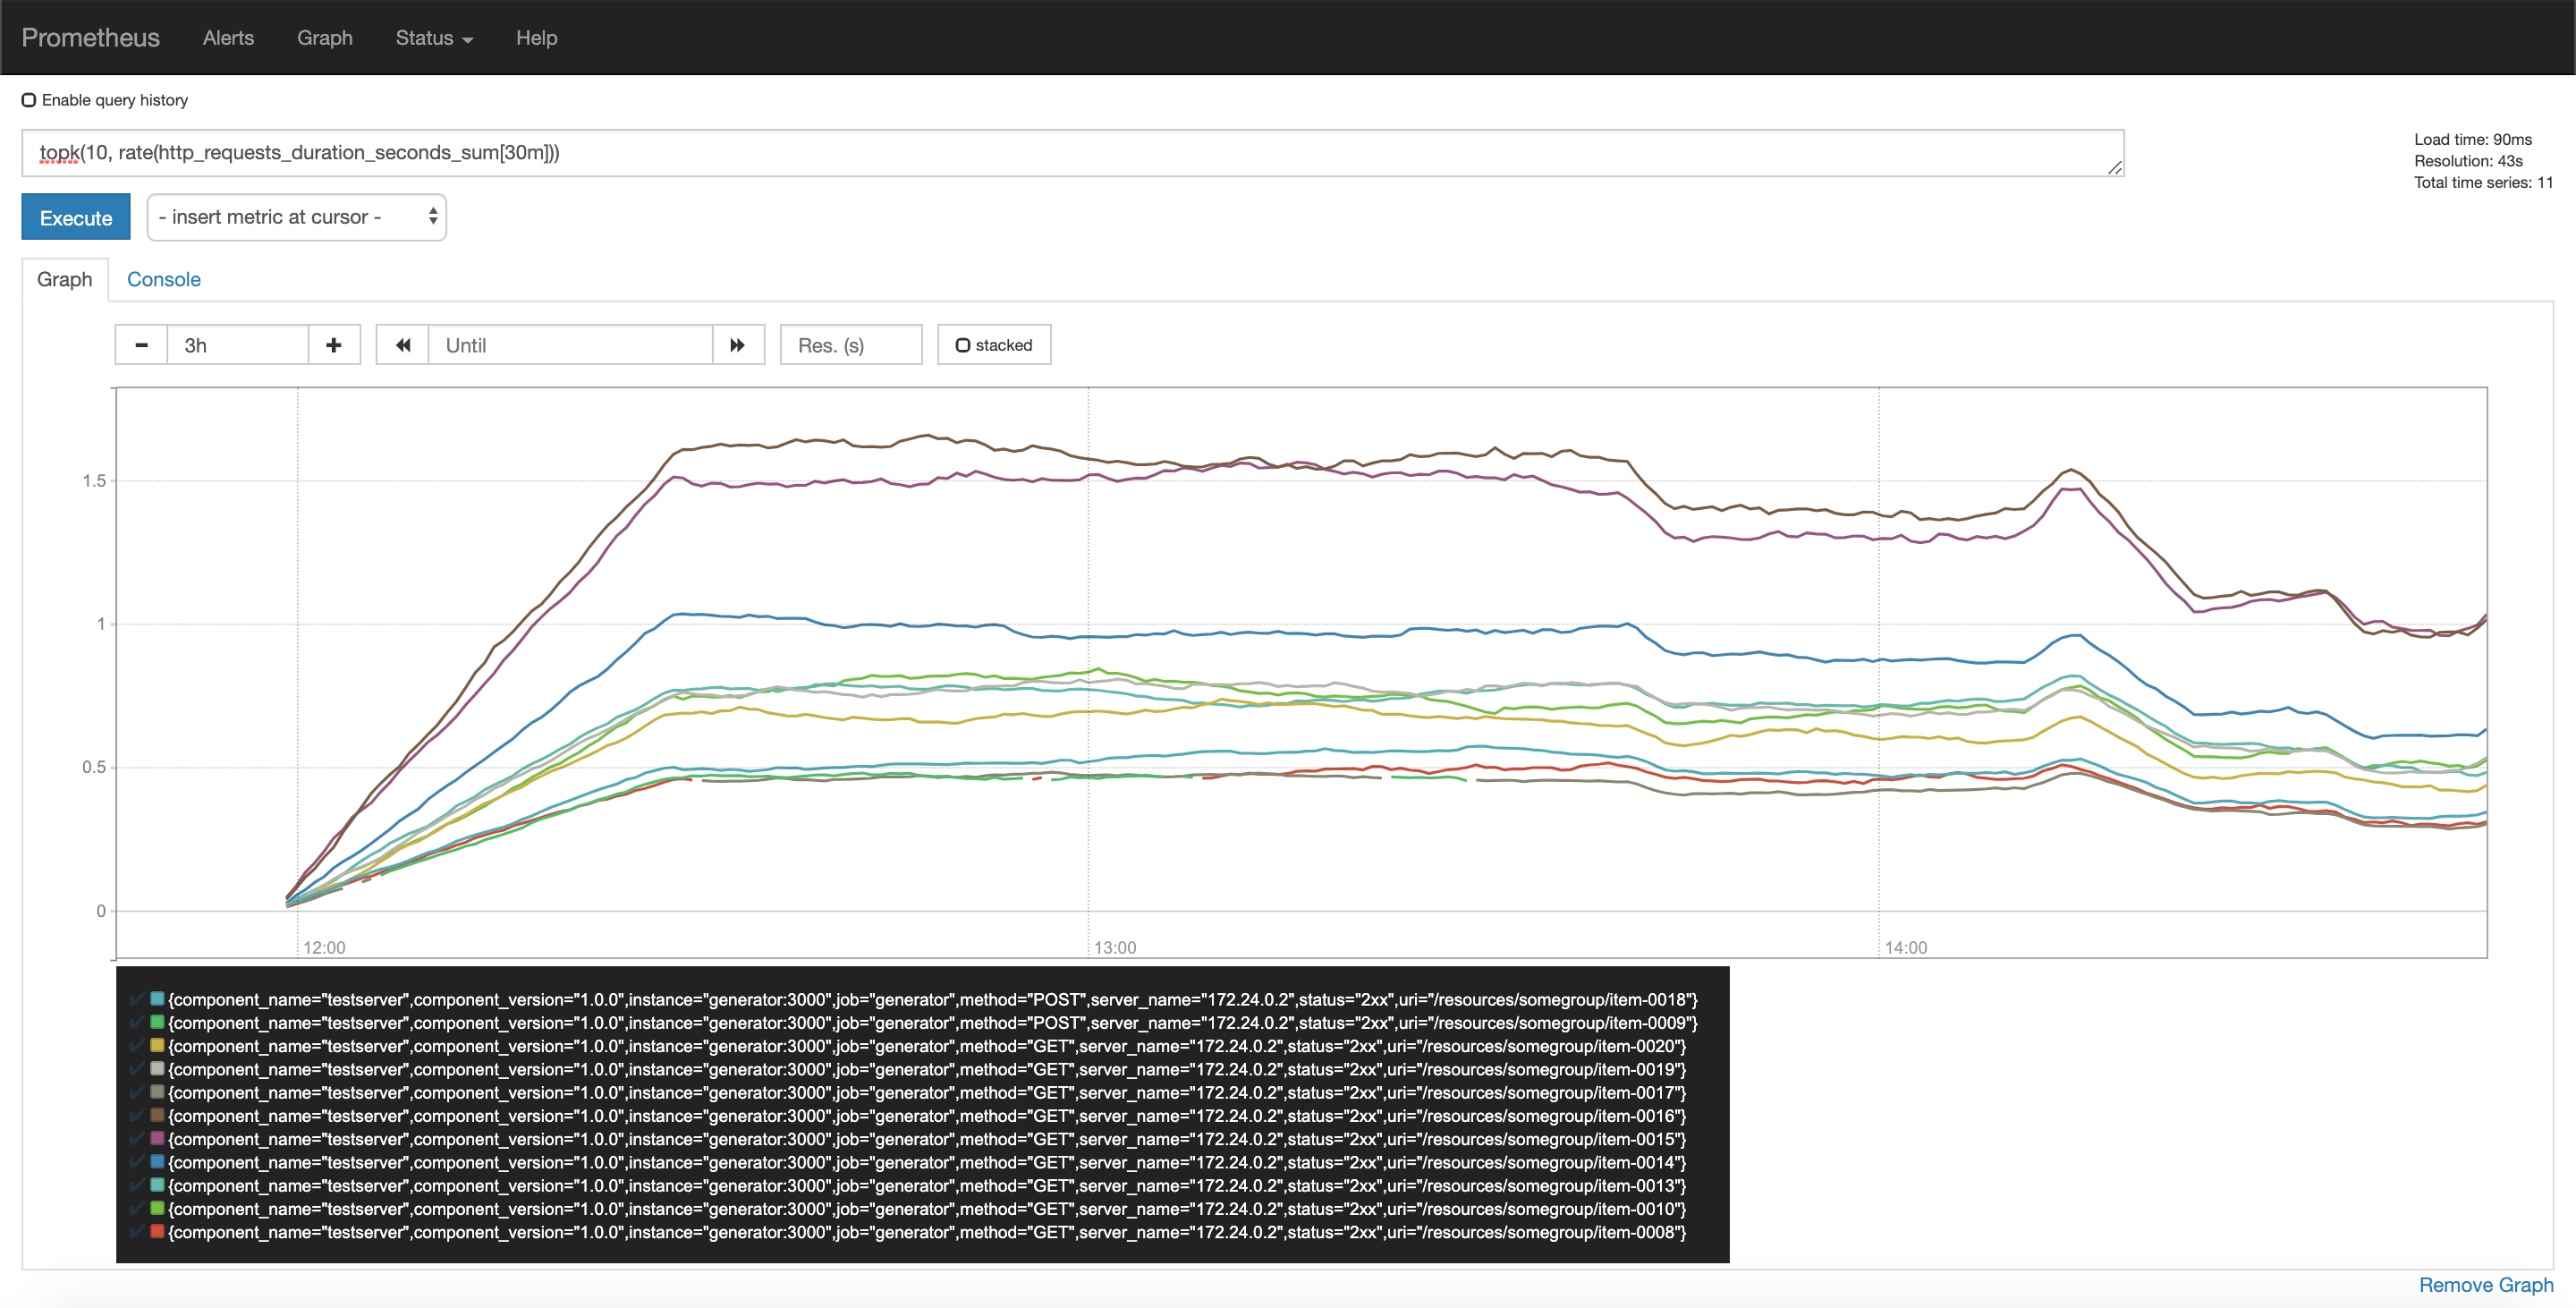 Prometheus Alerts Graph Status Help
Enable query history
topk(10, rate(http_requests_duration_seconds_sum[30m]))
Load time: 90ms
Resolution: 43s
Total time series: 11
Execute - insert metric at cursor -
Graph Console
3h Until Res. (s) stacked
1.5
1
0.5
0
12:00 13:00 14:00
{component_name="testserver",component_version="1.0.0",instance="generator:3000",job="generator",method="POST",server_name="172.24.0.2",status="2xx",uri="/resources/somegroup/item-0018"}
{component_name="testserver",component_version="1.0.0",instance="generator:3000",job="generator",method="POST",server_name="172.24.0.2",status="2xx",uri="/resources/somegroup/item-0009"}
{component_name="testserver",component_version="1.0.0",instance="generator:3000",job="generator",method="GET",server_name="172.24.0.2",status="2xx",uri="/resources/somegroup/item-0020"}
{component_name="testserver",component_version="1.0.0",instance="generator:3000",job="generator",method="GET",server_name="172.24.0.2",status="2xx",uri="/resources/somegroup/item-0019"}
{component_name="testserver",component_version="1.0.0",instance="generator:3000",job="generator",method="GET",server_name="172.24.0.2",status="2xx",uri="/resources/somegroup/item-0017"}
{component_name="testserver",component_version="1.0.0",instance="generator:3000",job="generator",method="GET",server_name="172.24.0.2",status="2xx",uri="/resources/somegroup/item-0016"}
{component_name="testserver",component_version="1.0.0",instance="generator:3000",job="generator",method="GET",server_name="172.24.0.2",status="2xx",uri="/resources/somegroup/item-0015"}
{component_name="testserver",component_version="1.0.0",instance="generator:3000",job="generator",method="GET",server_name="172.24.0.2",status="2xx",uri="/resources/somegroup/item-0014"}
{component_name="testserver",component_version="1.0.0",instance="generator:3000",job="generator",method="GET",server_name="172.24.0.2",status="2xx",uri="/resources/somegroup/item-0013"}
{component_name="testserver",component_version="1.0.0",instance="generator:3000",job="generator",method="GET",server_name="172.24.0.2",status="2xx",uri="/resources/somegroup/item-0010"}
{component_name="testserver",component_version="1.0.0",instance="generator:3000",job="generator",method="GET",server_name="172.24.0.2",status="2xx",uri="/resources/somegroup/item-0008"}
Remove Graph